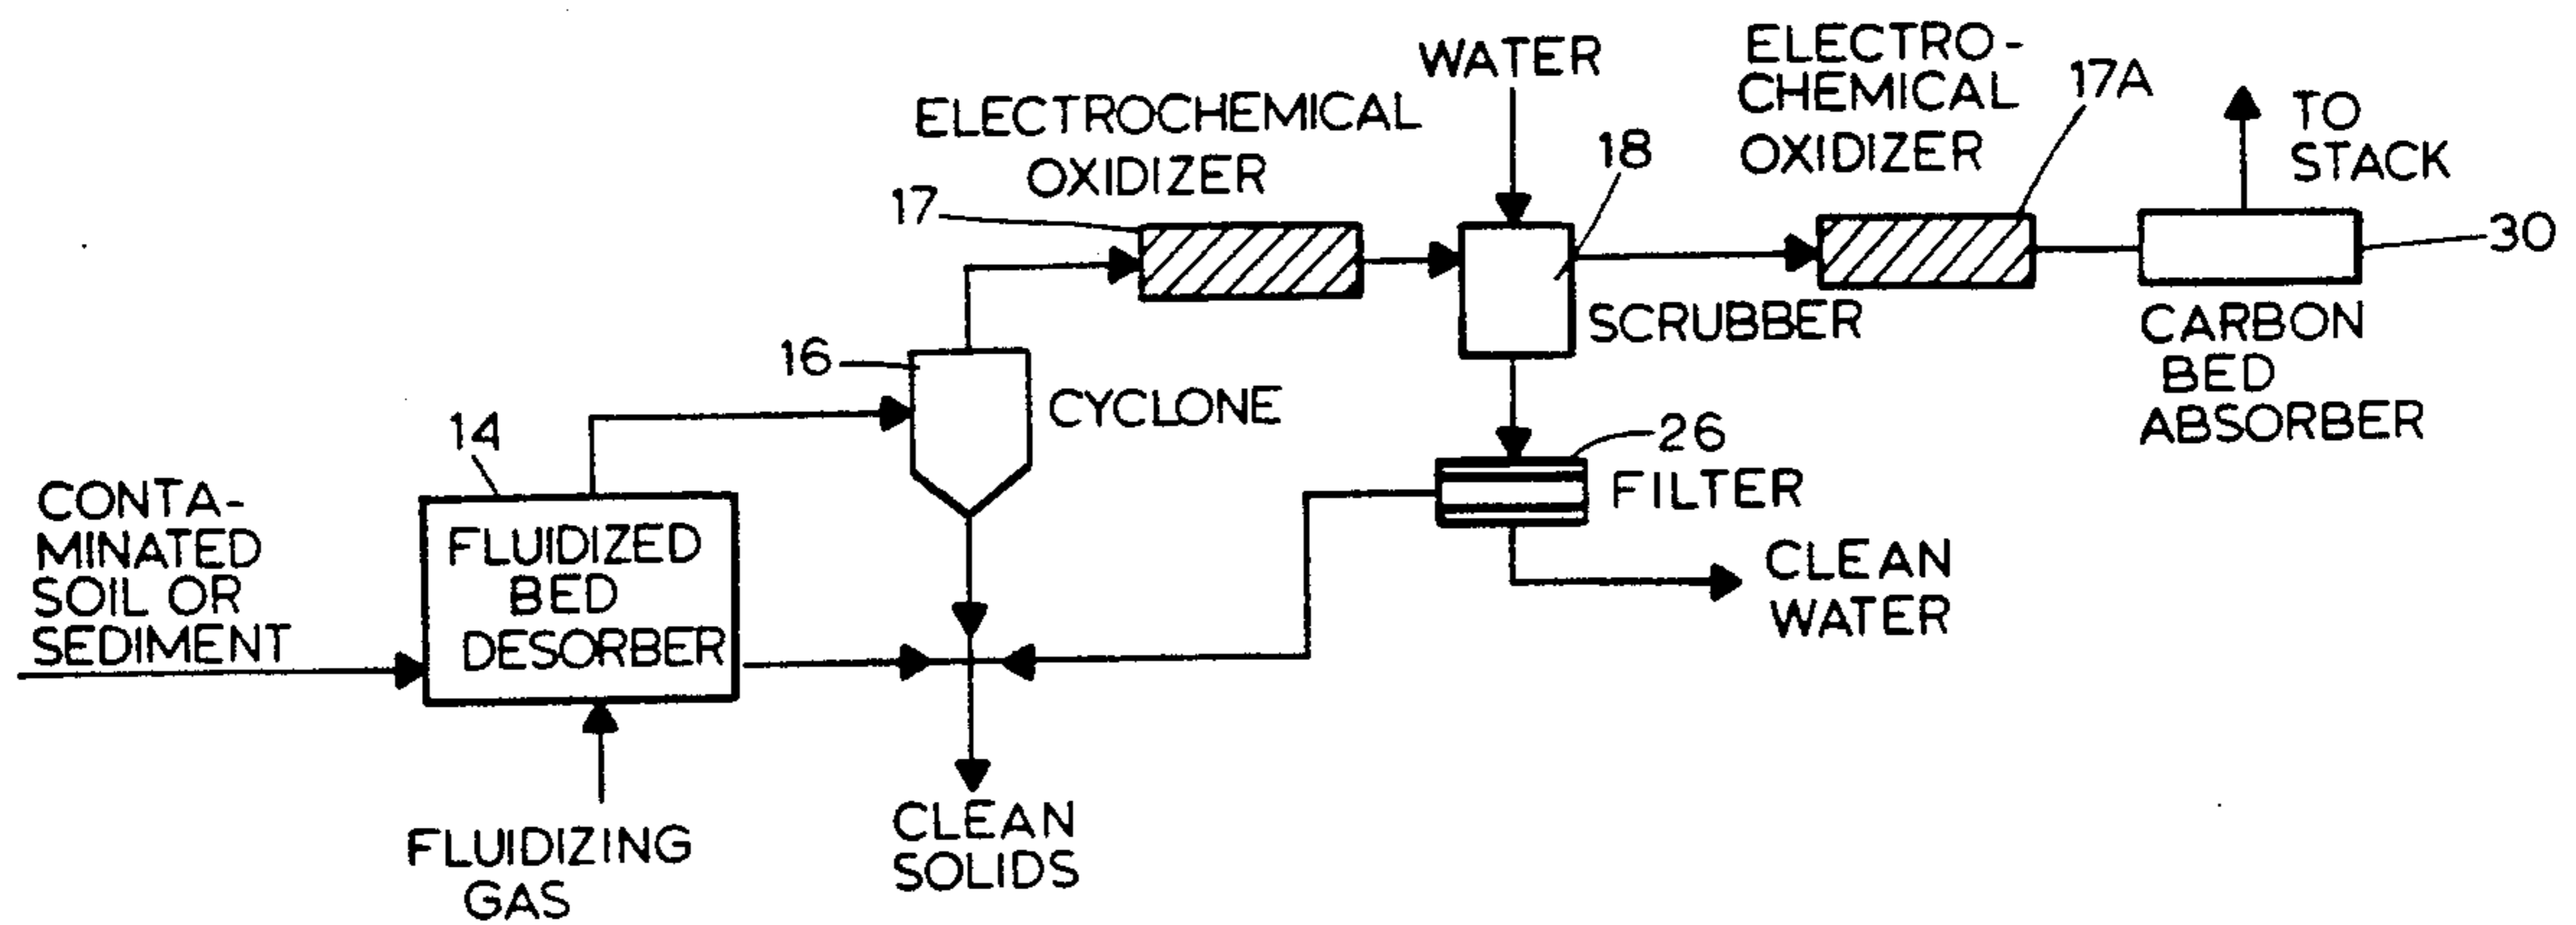 WATER
ELECTRO-
CHEMICAL
OXIDIZER
17A
TO
STACK
ELECTROCHEMICAL
OXIDIZER
17
18
30
SCRUBBER
CARBON
BED
ABSORBER
16
CYCLONE
14
26
FILTER
CONTA-
MINATED
SOIL OR
SEDIMENT
FLUIDIZED
BED
DESORBER
CLEAN
WATER
FLUIDIZING
GAS
CLEAN
SOLIDS